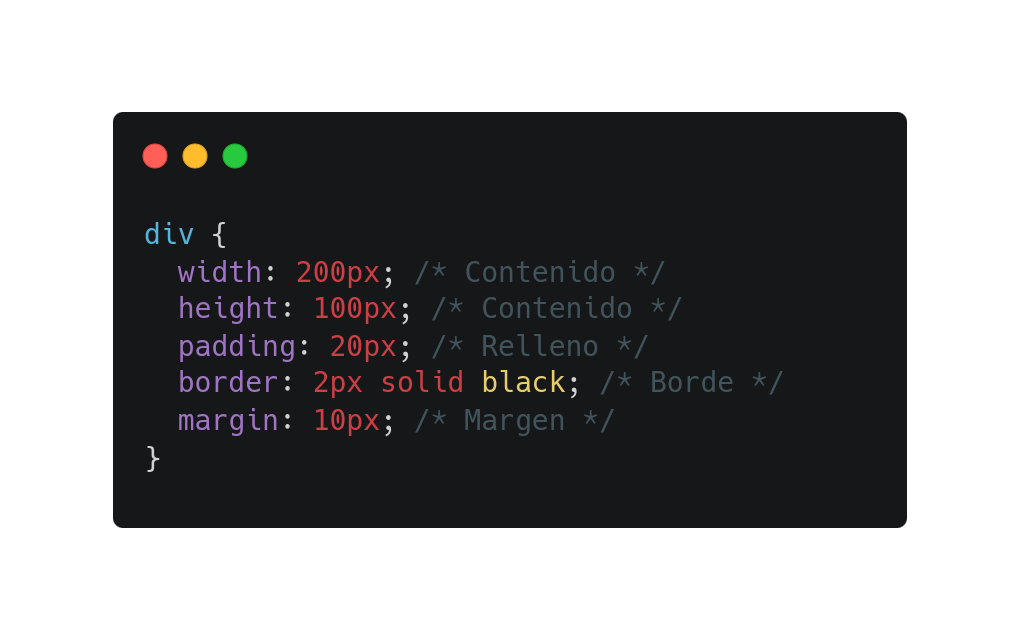 div {
  width: 200px; /* Contenido */
  height: 100px; /* Contenido */
  padding: 20px; /* Relleno */
  border: 2px solid black; /* Borde */
  margin: 10px; /* Margen */
}